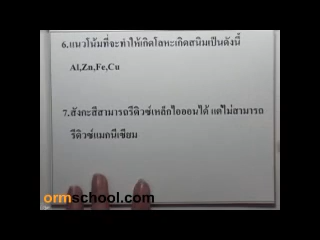 6.แนวโน้มที่จะทำให้เกิดโลหะเกิดสนิมเป็นดังนี้
Al,Zn,Fe,Cu
7.สังกะสีสามารถรีดิวซ์เหล็กไอออนได้ แต่ไม่สามารถ
รีดิวซ์แมกนีเซียม
ormschool.com